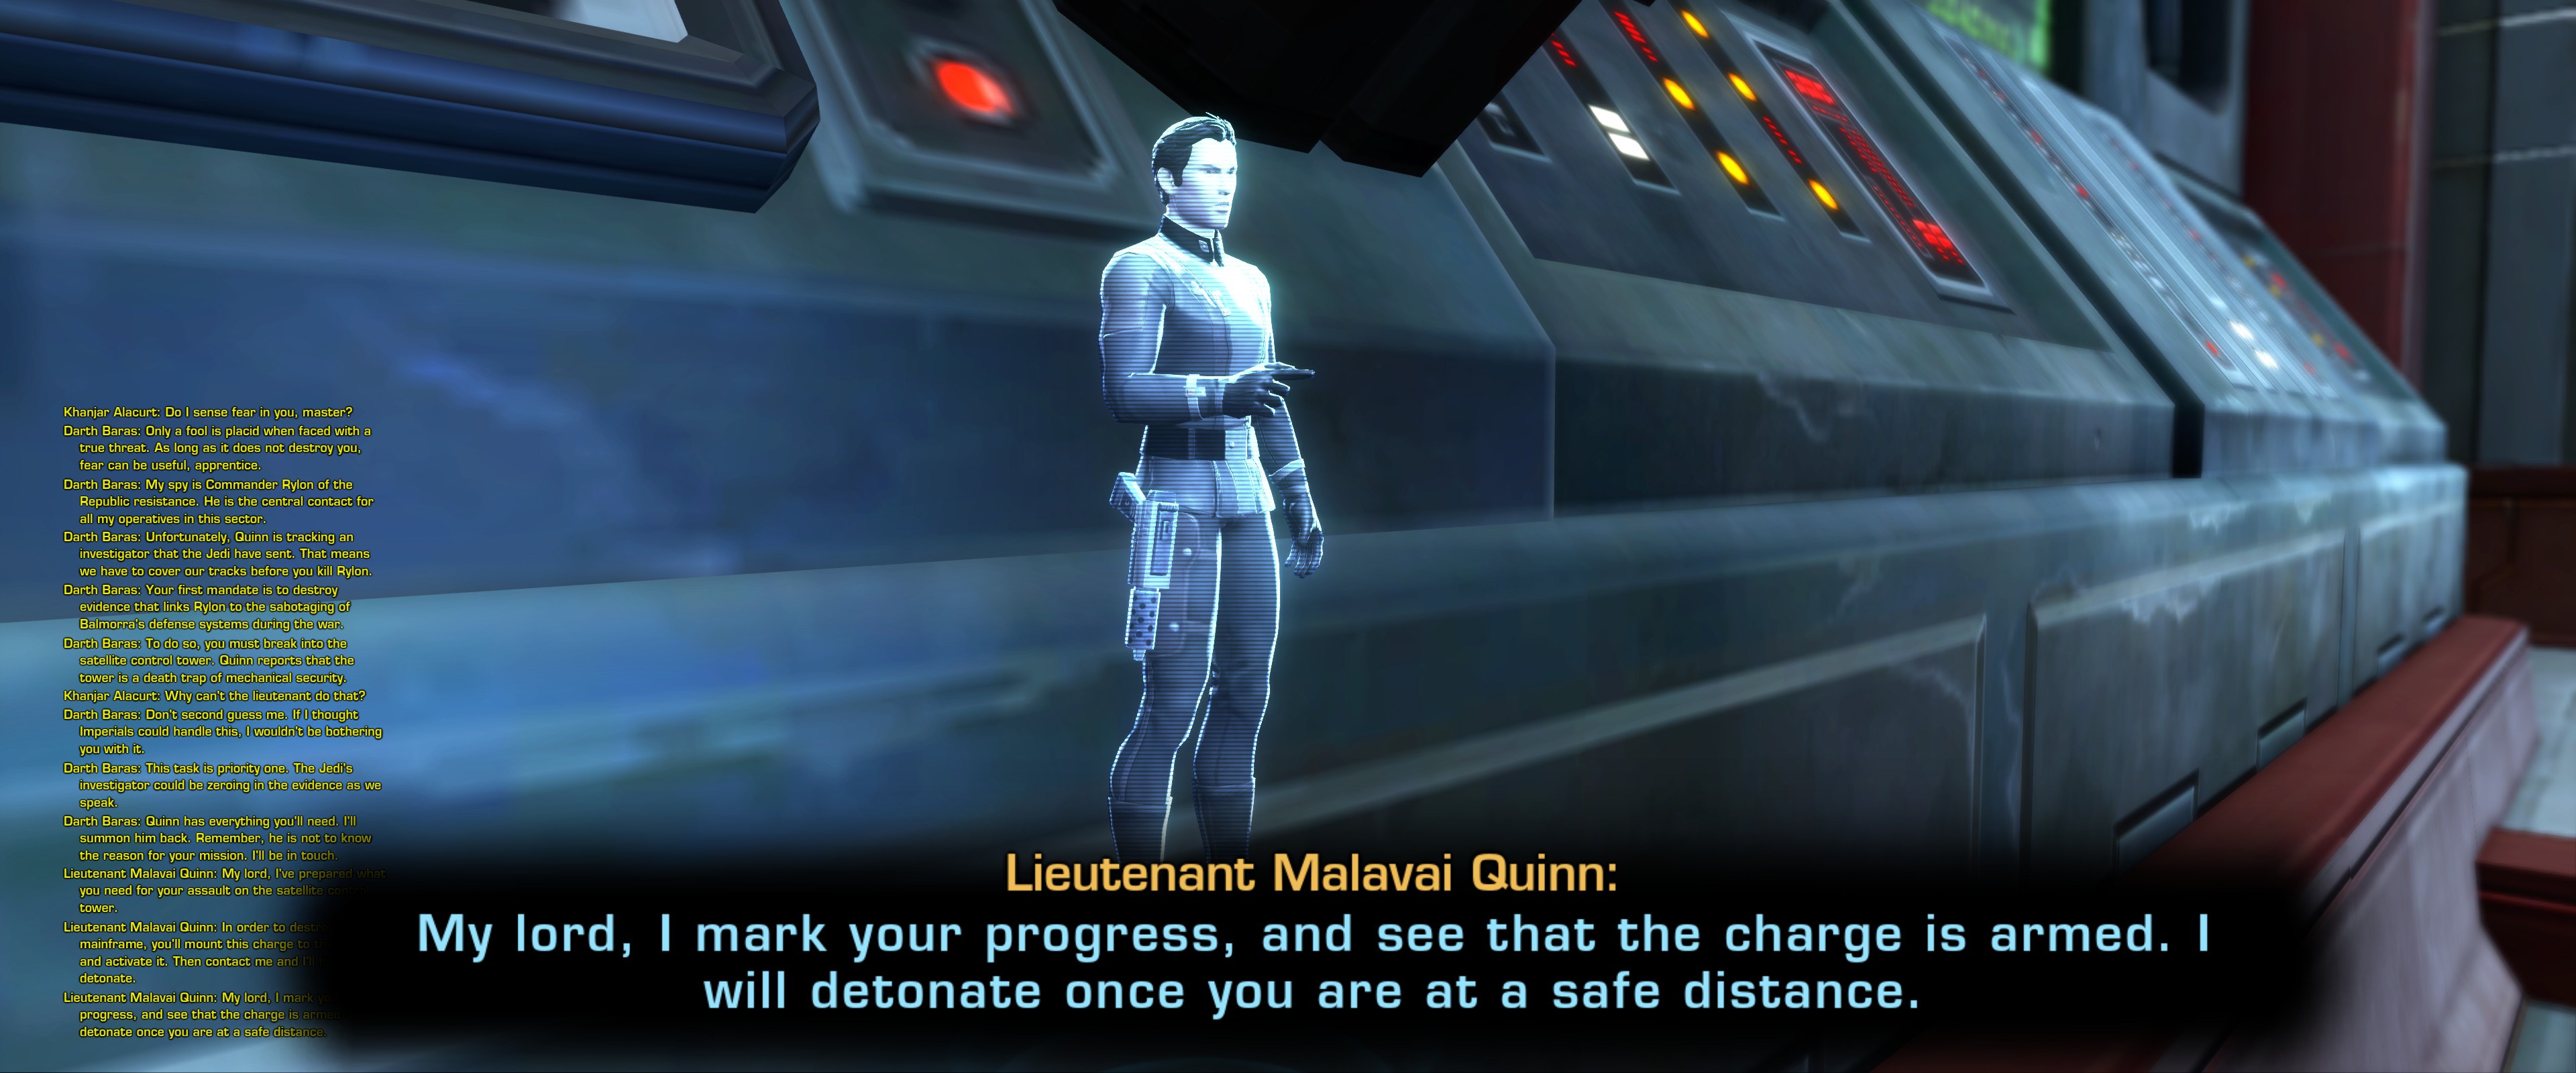 Khanjar Alacurt: Do I sense fear in you, master?
Darth Baras: Only a fool is placid when faced with a
true threat. As long as it does not destroy you,
fear can be useful, apprentice.
Darth Baras: My spy is Commander Rylon of the
Republic resistance. He is the central contact for
all my operatives in this sector.
Darth Baras: Unfortunately, Quinn is tracking an
investigator that the Jedi have sent. That means
we have to cover our tracks before you kill Rylon.
Darth Baras: Your first mandate is to destroy
evidence that links Rylon to the sabotaging of
Balmorra's defense systems during the war.
Darth Baras: To do so, you must break into the
satellite control tower. Quinn reports that the
tower is a death trap of mechanical security.
Khanjar Alacurt: Why can't the lieutenant do that?
Darth Baras: Don't second guess me. If I thought
Imperials could handle this, I wouldn't be bothering
you with it.
Darth Baras: This task is priority one. The Jedi's
investigator could be zeroing in the evidence as we
speak.
Darth Baras: Quinn has everything you'll need. I'll
summon him back. Remember, he is not to know
the reason for your mission. I'll be in touch.
Lieutenant Malavai Quinn: My lord, I've prepared what
you need for your assault on the satellite
tower.
Lieutenant Malavai Quinn: In order to
mainframe, you'll mount this charge to
and activate it. Then contact me and
detonate.
Lieutenant Malavai Quinn: My lord, I mark
progress, and see that the charge is
detonate once you are at a safe distance.
Lieutenant Malavai Quinn:
My lord, I mark your progress, and see that the charge is armed. I
will detonate once you are at a safe distance.